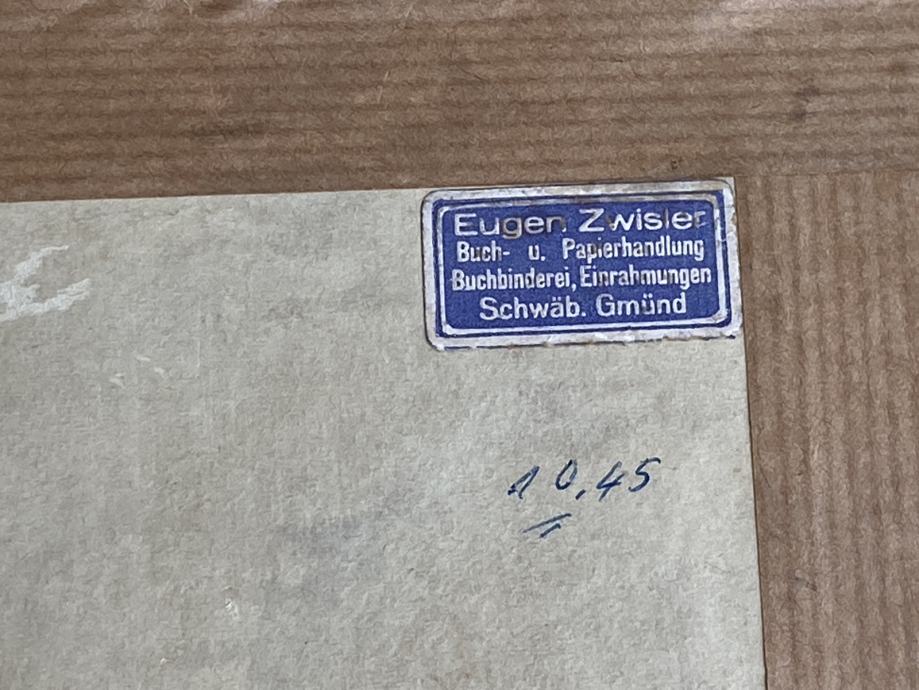 Eugen Zwisler
Buch- u. Papierhandlung
Buchbinderei, Einrahmungen
Schwäb. Gmünd
10.45